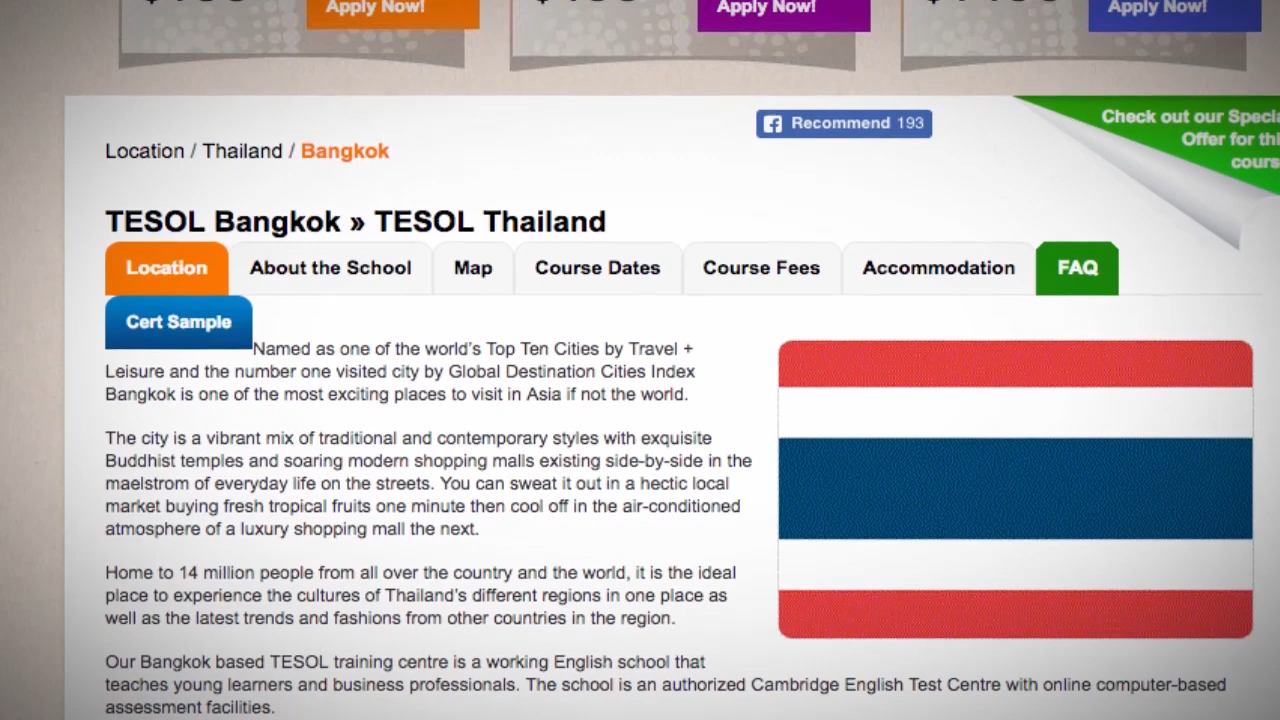 Apply Now!
Apply Now!
Apply Now!
Recommend 193
Check out our
Offer for
Location / Thailand / Bangkok
TESOL Bangkok » TESOL Thailand
Location
About the School
Map
Course Dates
Course Fees
Accommodation
FAQ
Cert Sample
Named as one of the world's Top Ten Cities by Travel +
Leisure and the number one visited city by Global Destination Cities Index
Bangkok is one of the most exciting places to visit in Asia if not the world.
The city is a vibrant mix of traditional and contemporary styles with exquisite
Buddhist temples and soaring modern shopping malls existing side-by-side in the
maelstrom of everyday life on the streets. You can sweat it out in a hectic local
market buying fresh tropical fruits one minute then cool off in the air-conditioned
atmosphere of a luxury shopping mall the next.
Home to 14 million people from all over the country and the world, it is the ideal
place to experience the cultures of Thailand's different regions in one place as
well as the latest trends and fashions from other countries in the region.
Our Bangkok based TESOL training centre is a working English school that
teaches young learners and business professionals. The school is an authorized Cambridge English Test Centre with online computer-based
assessment facilities.